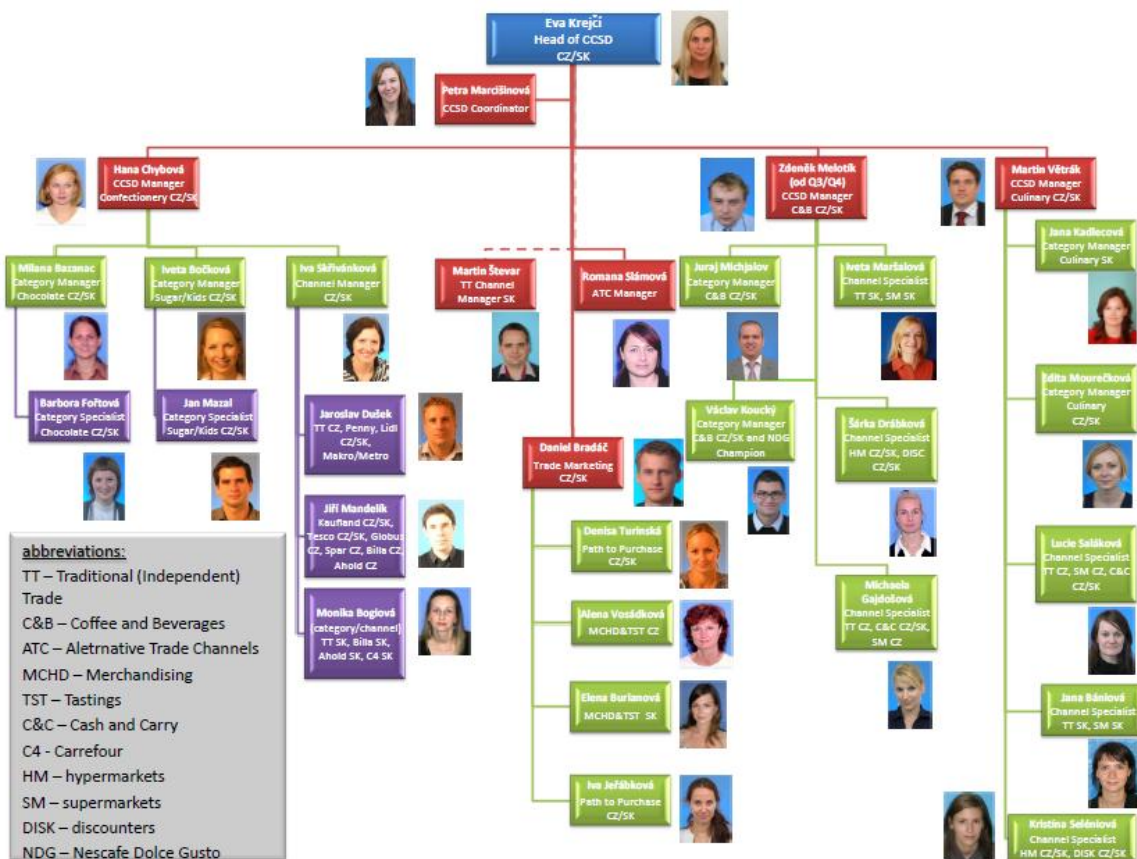 Eva Krejčí
Head of CCSD
CZ/SK
Petra Marcišinová
CCSD Coordinator
Hana Chybová
CCSD Manager
Confectionery CZ/SK
Zdeněk Melotík
(od Q3/Q4)
CCSD Manager
C&B CZ/SK
Martin Větrák
CCSD Manager
Culinary CZ/SK
Milana Bazanac
Category Manager
Chocolate CZ/SK
Iveta Bočková
Category Manager
Sugar/Kids CZ/SK
Iva Skřivánková
Channel Manager
CZ/SK
Martin Števar
TT Channel
Manager SK
Romana Slámová
ATC Manager
Juraj Michjalov
Category Manager
C&B CZ/SK
Iveta Maršalová
Channel Specialist
TT SK, SM SK
Jana Kadlecová
Category Manager
Culinary SK
Barbora Fořtová
Category Specialist
Chocolate CZ/SK
Jan Mazal
Category Specialist
Sugar/Kids CZ/SK
Jaroslav Dušek
TT CZ, Penny, Lidl
CZ/SK,
Makro/Metro
Daniel Bradáč
Trade Marketing
CZ/SK
Václav Koucký
Category Manager
C&B CZ/SK and NDG
Champion
Šárka Drábková
Channel Specialist
HM CZ/SK, DISC
CZ/SK
Edita Mourečková
Category Manager
Culinary
CZ/SK
Jiří Mandelík
Kaufland CZ/SK,
Tesco CZ/SK, Globus
CZ, Spar CZ, Billa CZ,
Ahold CZ
Denisa Turinská
Path to Purchase
CZ/SK
Lucie Saláková
Channel Specialist
TT CZ, SM CZ, C&C
CZ/SK
Monika Bogiová
(category/channel)
TT SK, Billa SK,
Ahold SK, C4 SK
Alena Vosádková
MCHD&TST CZ
Michaela
Gajdošová
Channel Specialist
TT CZ, C&C CZ/SK,
SM CZ
Elena Burianová
MCHD&TST SK
Jana Bániová
Channel Specialist
TT SK, SM SK
Iva Jeřábková
Path to Purchase
CZ/SK
Kristina Seléniová
Channel Specialist
HM CZ/SK, DISK CZ/SK
abbreviations:
TT – Traditional (Independent)
Trade
C&B – Coffee and Beverages
ATC – Aletrnative Trade Channels
MCHD – Merchandising
TST – Tastings
C&C – Cash and Carry
C4 - Carrefour
HM – hypermarkets
SM – supermarkets
DISK – discounters
NDG – Nescafe Dolce Gusto